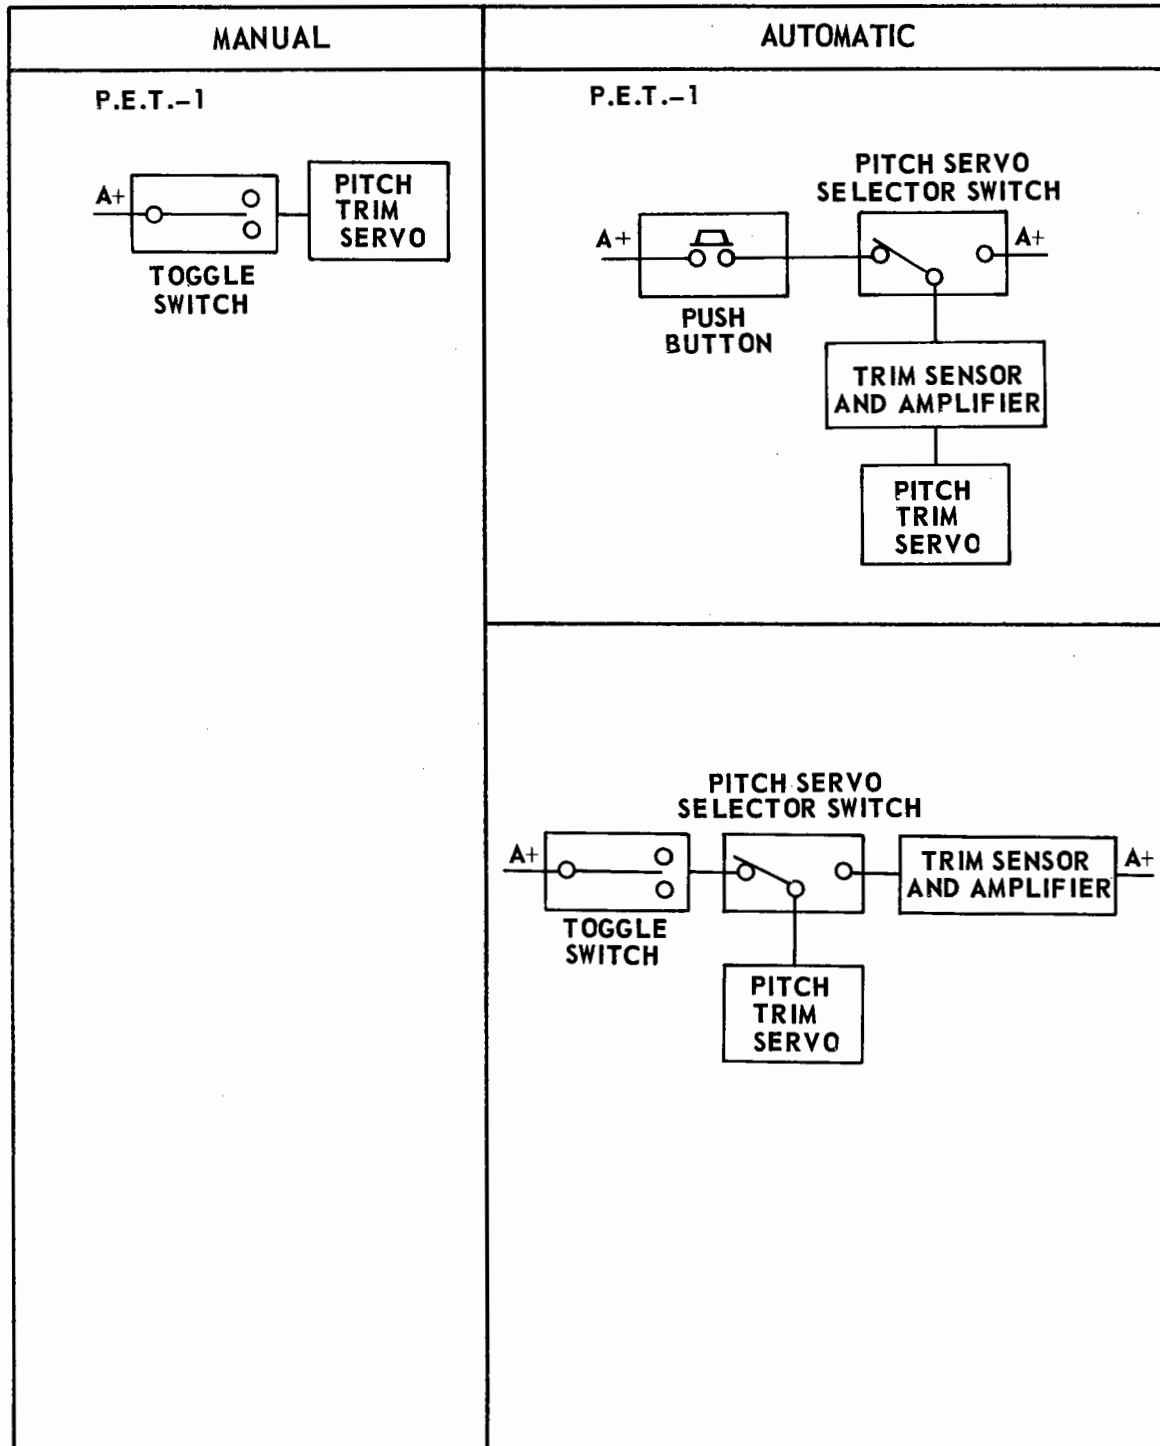 MANUAL
AUTOMATIC
P.E.T.-1
A+
PITCH
TRIM
SERVO
TOGGLE
SWITCH
P.E.T.-1
PITCH SERVO
SELECTOR SWITCH
A+
A+
PUSH
BUTTON
TRIM SENSOR
AND AMPLIFIER
PITCH
TRIM
SERVO
PITCH SERVO
SELECTOR SWITCH
A+
TRIM SENSOR
AND AMPLIFIER
A+
TOGGLE
SWITCH
PITCH
TRIM
SERVO